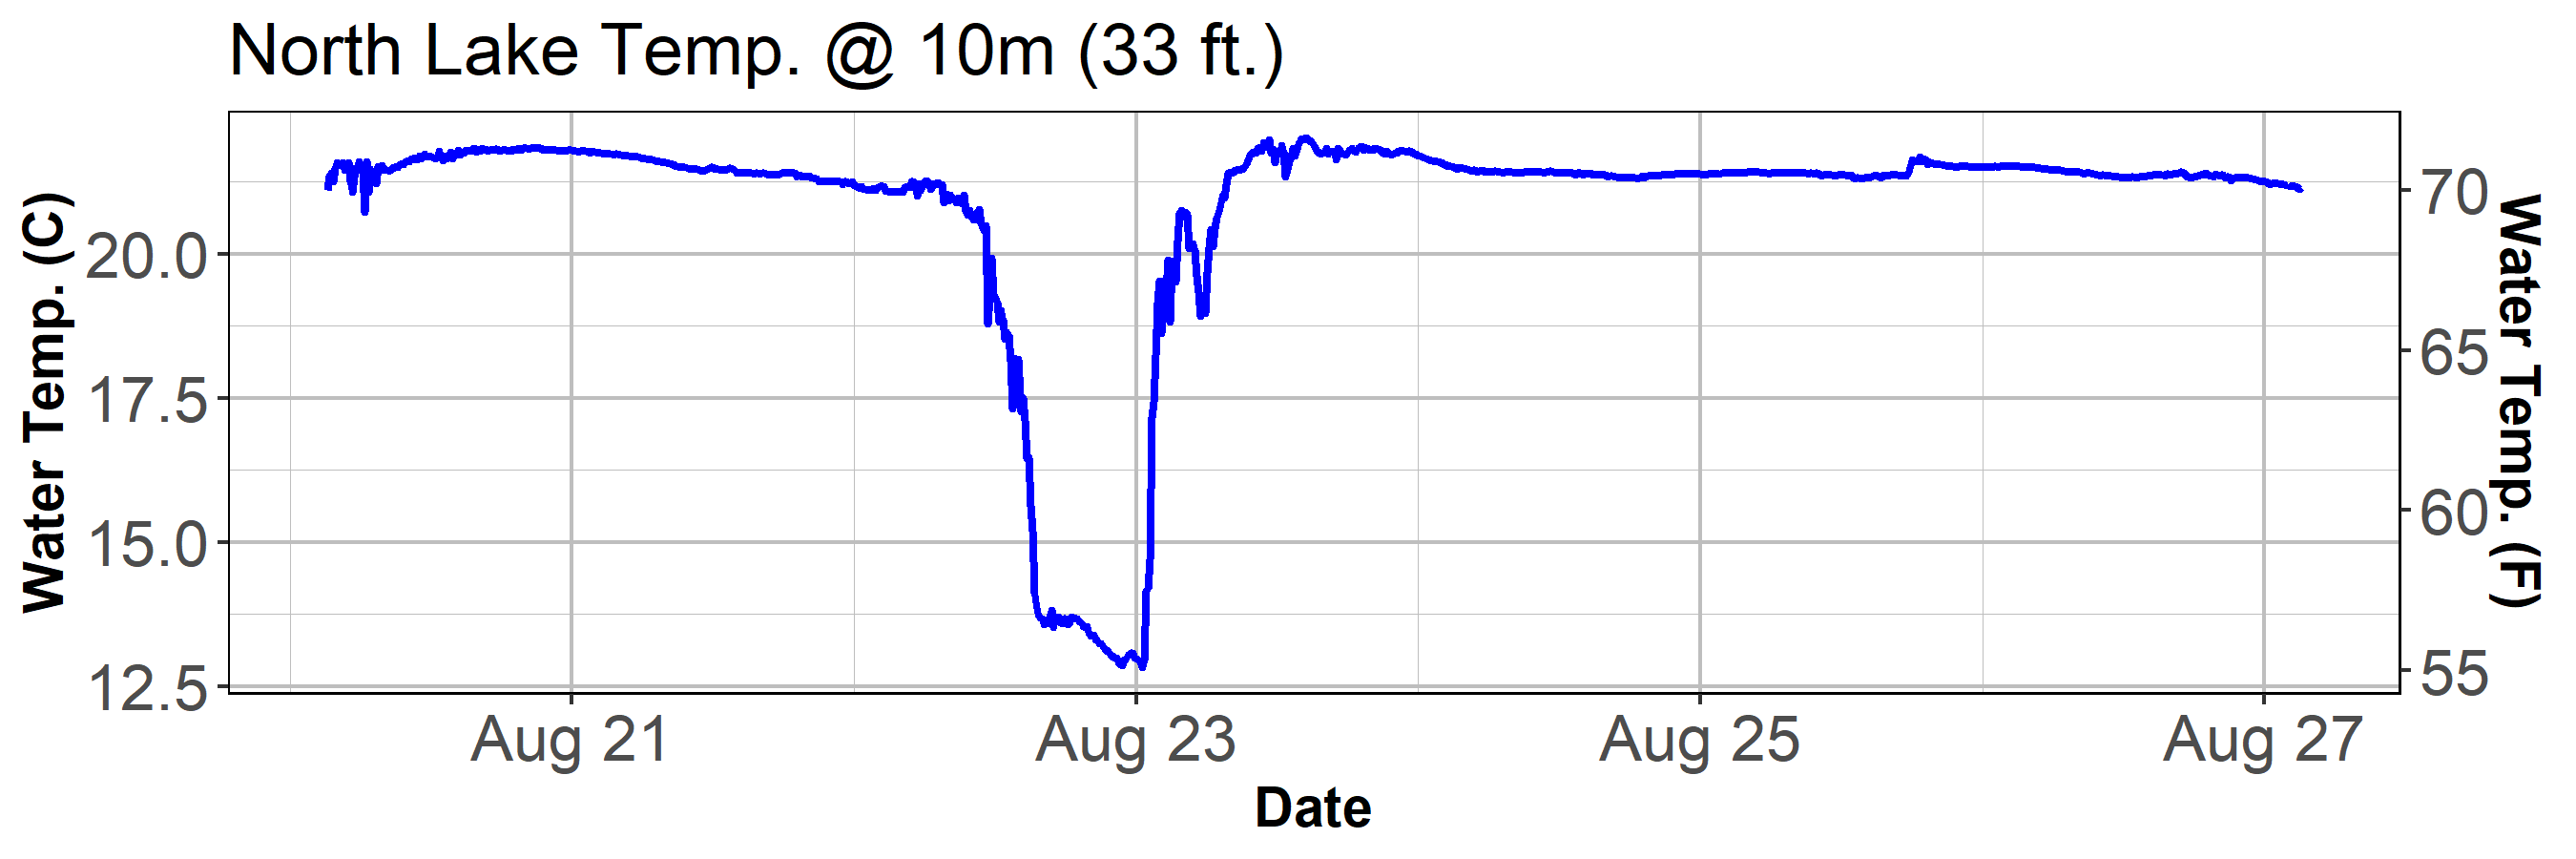 North Lake Temp. @ 10m (33 ft.)
Water Temp. (C)
20.0
17.5
15.0
12.5
70
65
60
55
Water Temp. (F)
Aug 21 Aug 23 Aug 25 Aug 27
Date